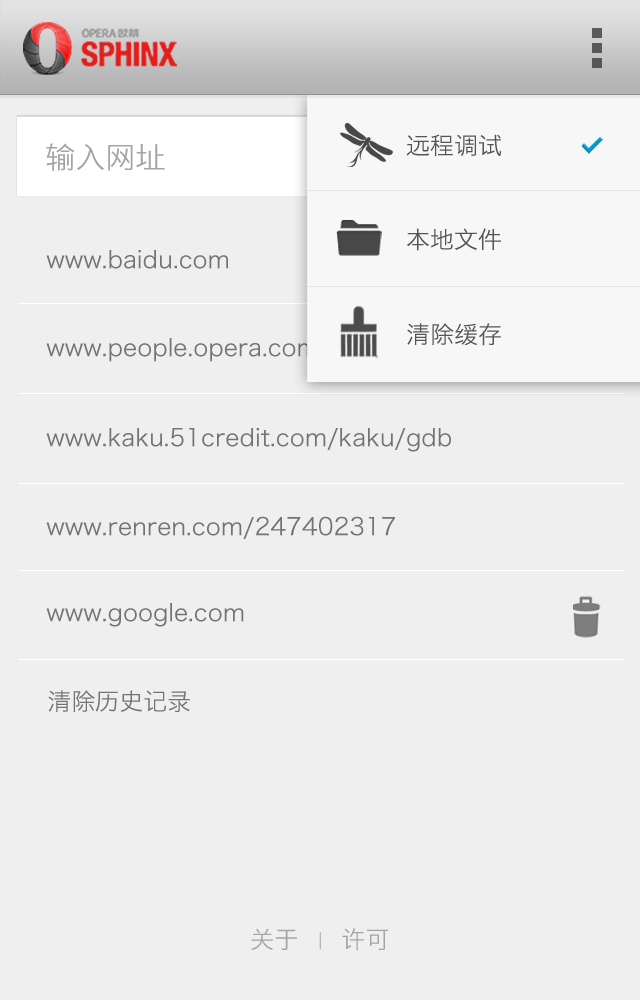 OPERA 欧朋
SPHINX
输入网址
远程调试
本地文件
清除缓存
www.baidu.com
www.people.opera.com
www.kaku.51credit.com/kaku/gdb
www.renren.com/247402317
www.google.com
清除历史记录
关于 | 许可